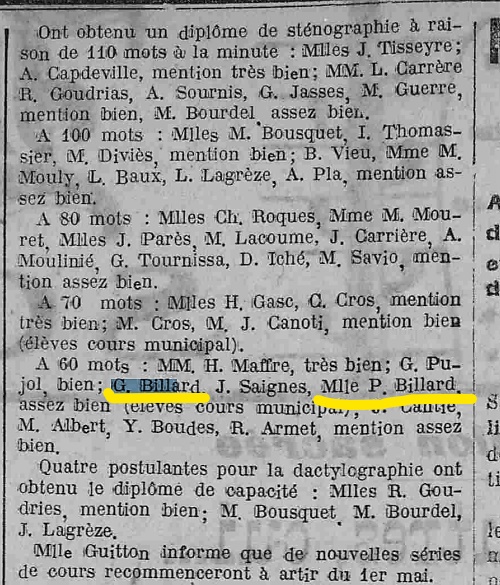 Ont obtenu un diplôme de sténographie à rai-
son de 110 mots à la minute : Mlles J. Tisseyre;
A. Capdeville, mention très bien; MM. L. Carrère
R. Goudrias, A. Sournis, G. Jasses, M. Guerre,
mention bien, M. Bourdel assez bien.
A 100 mots : Mlles M. Bousquet, I. Thomas-
sier, M. Diviès, mention bien; B. Vieu, Mme M.
Mouly, L. Baux, L. Lagrèze, A. Pla, mention as-
sez bien.
A 80 mots : Mlles Ch. Roques, Mme M. Mou-
ret, Mlles J. Parès, M. Lacoume, J. Carrière, A.
Moulinié, G. Tournissa, D. Iché, M. Savio, men-
tion assez bien.
A 70 mots : Mlles H. Gasc, C. Cros, mention
très bien; M. Cros, M. J. Canoti, mention bien
(élèves cours municipal).
A 60 mots : MM. H. Maffre, très bien; G. Pu-
jol, bien; G. Billard J. Saignes, Mlle P. Billard,
assez bien (élèves cours municipal), J. Cantié,
M. Albert, Y. Boudes, R. Armet, mention assez
bien.
Quatre postulantes pour la dactylographie ont
obtenu le diplôme de capacité : Mlles R. Gou-
dries, mention bien; M. Bousquet, M. Bourdel,
J. Lagrèze.
Mlle Guitton informe que de nouvelles séries
de cours recommenceront à artir du 1er mai.